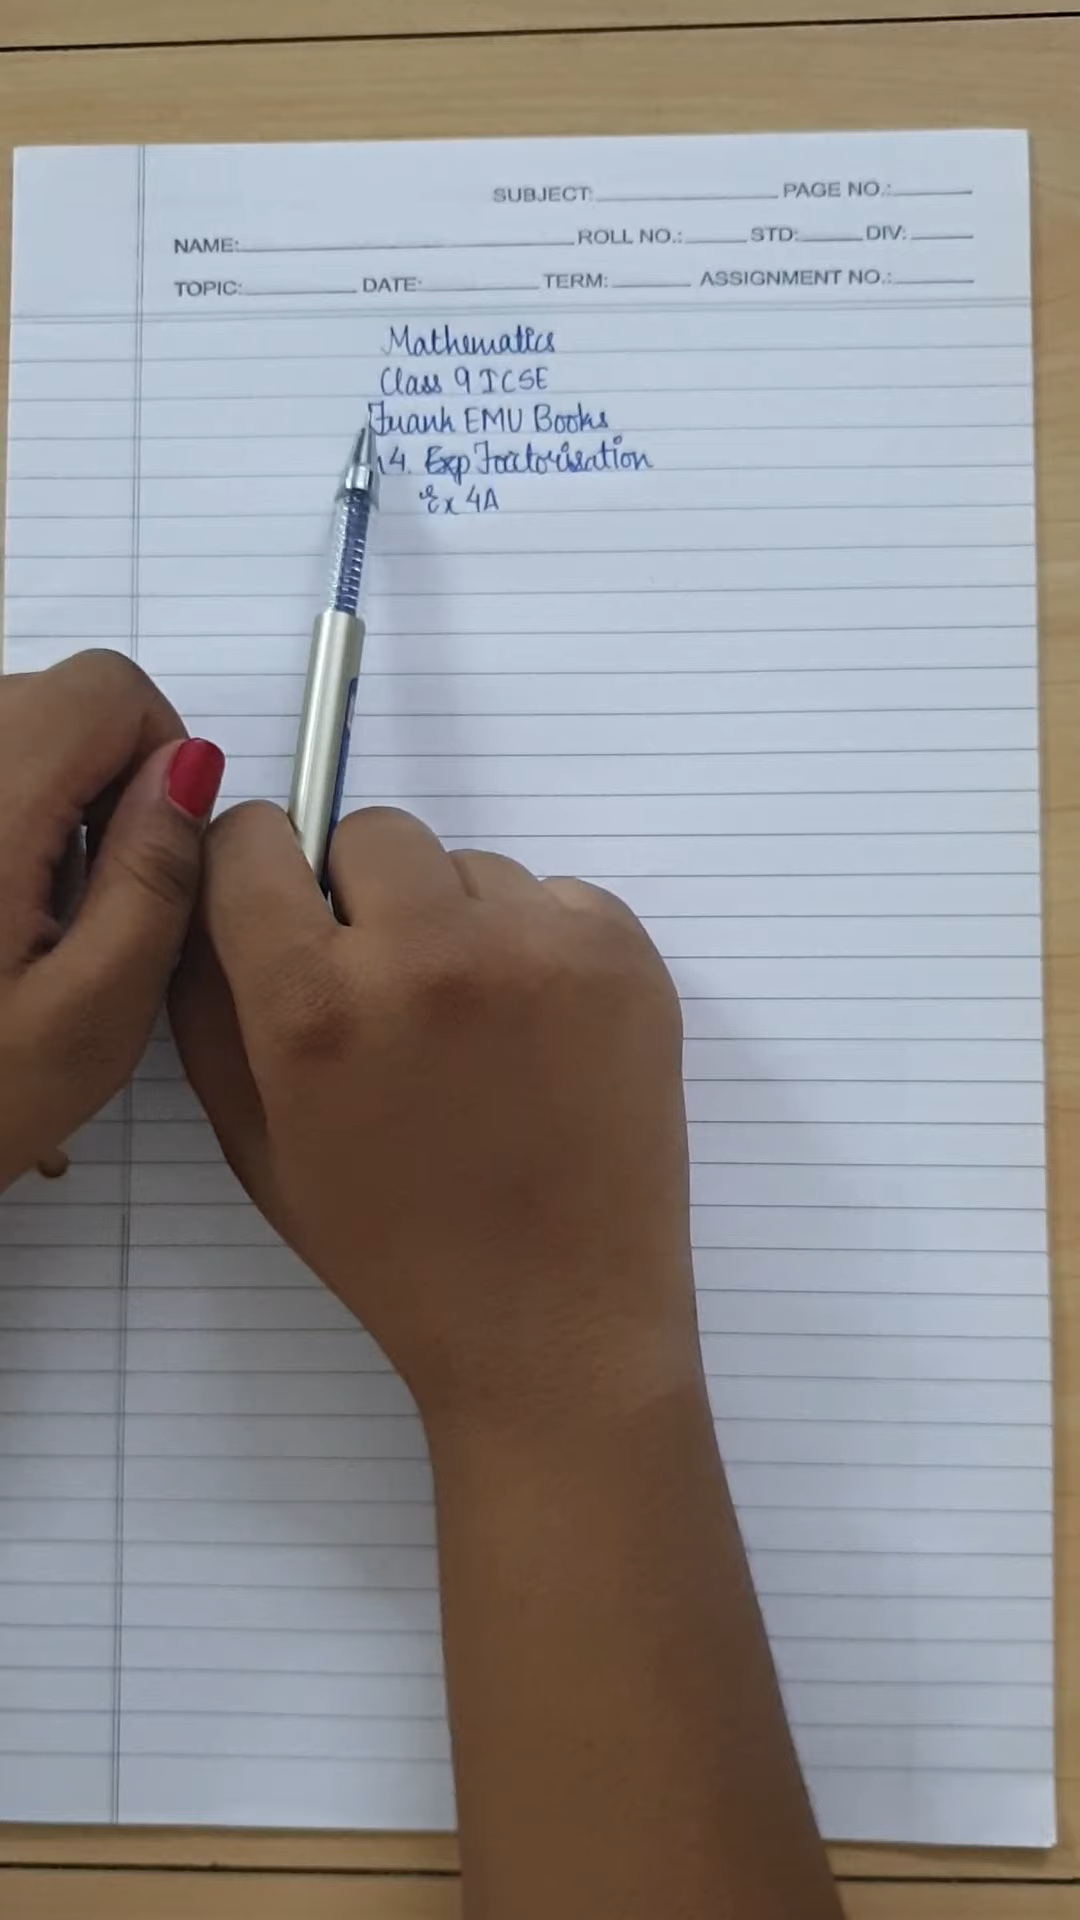 SUBJECT: PAGE NO.:
NAME: ROLL NO.: STD: DIV:
TOPIC: DATE: TERM: ASSIGNMENT NO.:
Mathematics
Class 9 ICSE
Frank EMU Books
4. Exp Factorisation
Ex 4A